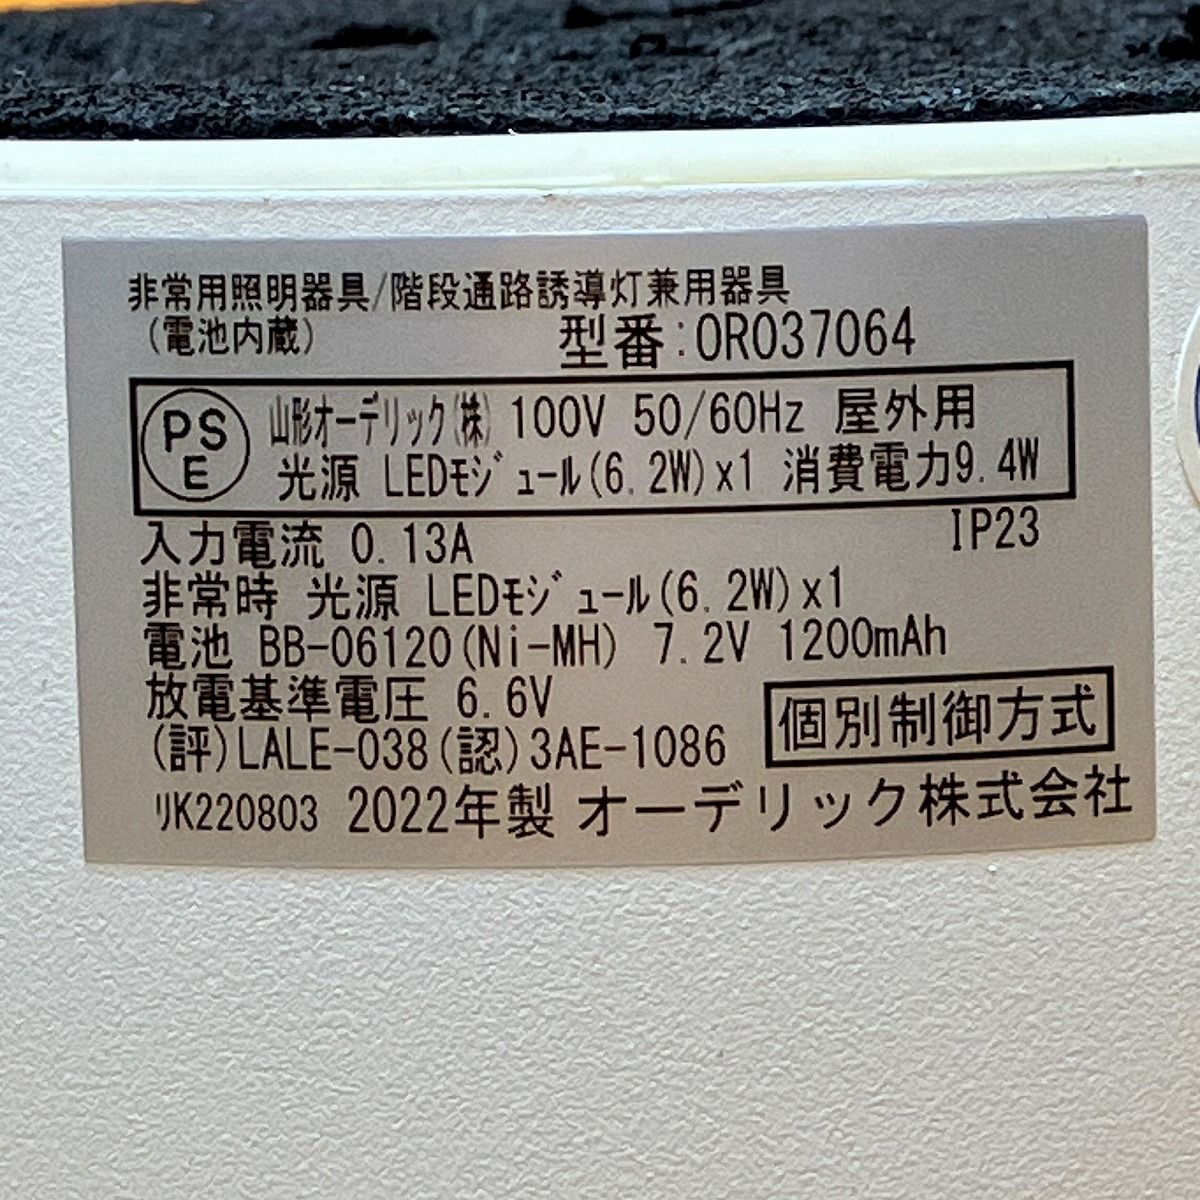 非常用照明器具/階段通路誘導灯兼用器具
(電池内蔵) 型番:OR037064
PSE 山形オーデリック(株) 100V 50/60Hz 屋外用
光源 LEDモジュール(6.2W)x1 消費電力9.4W
入力電流 0.13A IP23
非常時 光源 LEDモジュール(6.2W)x1
電池 BB-06120(Ni-MH) 7.2V 1200mAh
放電基準電圧 6.6V
(評)LALE-038(認)3AE-1086 個別制御方式
リK220803 2022年製 オーデリック株式会社